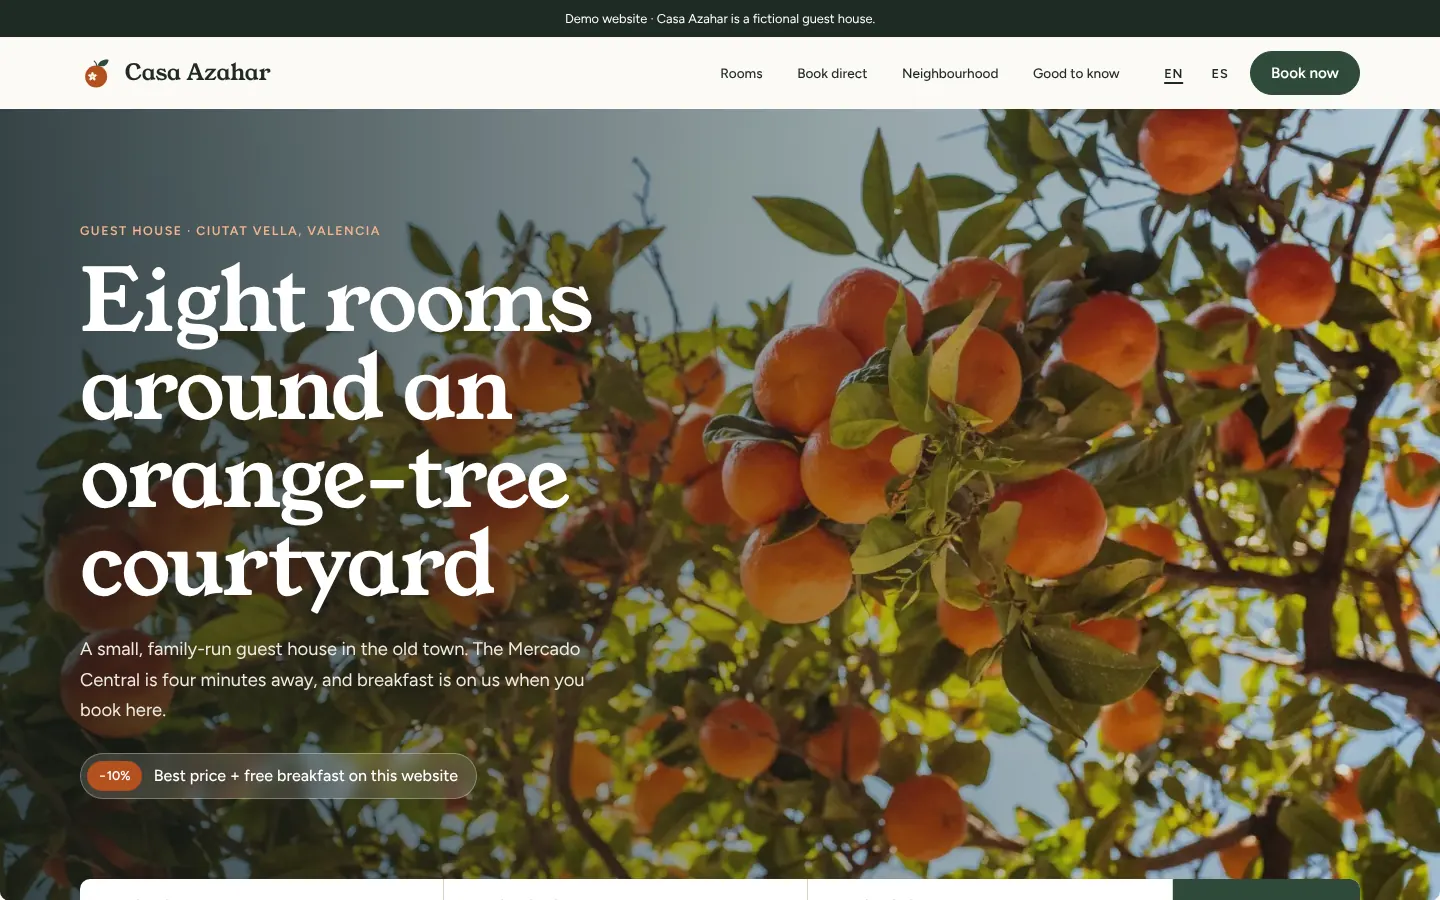 Demo website · Casa Azahar is a fictional guest house.
Casa Azahar
Rooms
Book direct
Neighbourhood
Good to know
EN
ES
Book now
GUEST HOUSE · CIUTAT VELLA, VALENCIA
Eight rooms
around an
orange-tree
courtyard
A small, family-run guest house in the old town. The Mercado
Central is four minutes away, and breakfast is on us when you
book here.
-10%
Best price + free breakfast on this website